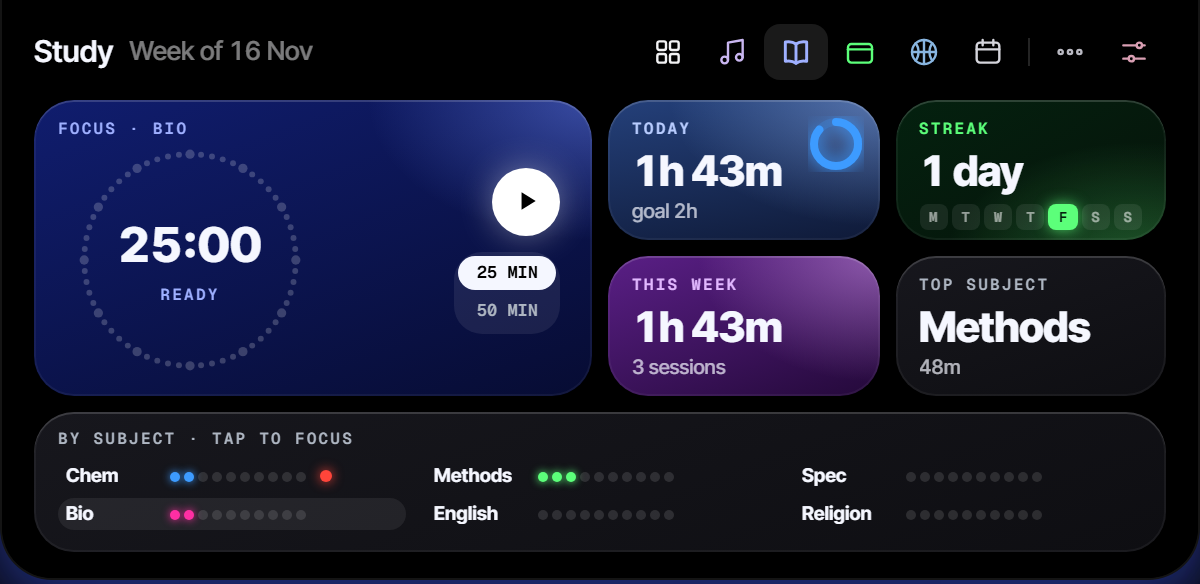 Study Week of 16 Nov
FOCUS · BIO
25:00
READY
25 MIN
50 MIN
TODAY
1h 43m
goal 2h
STREAK
1 day
M T W T F S S
THIS WEEK
1h 43m
3 sessions
TOP SUBJECT
Methods
48m
BY SUBJECT · TAP TO FOCUS
Chem Methods Spec
Bio English Religion